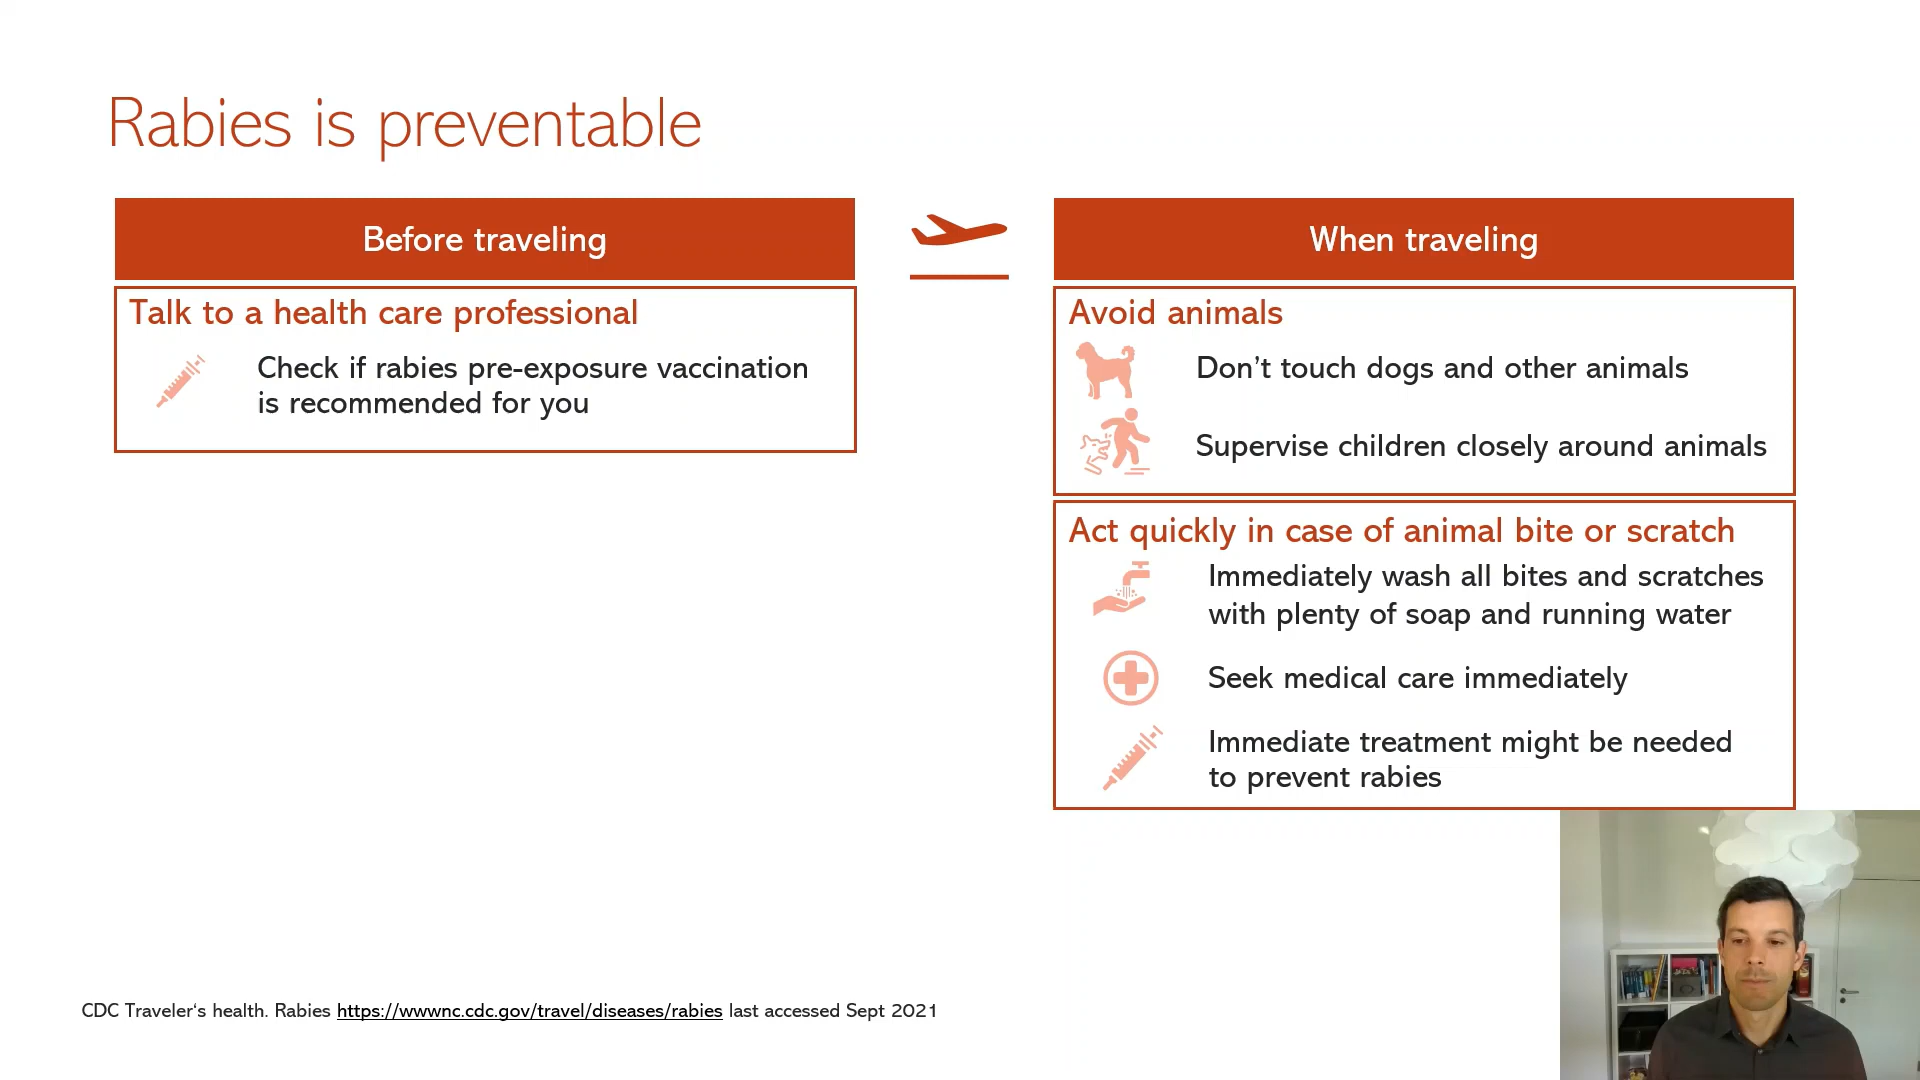 Rabies is preventable
Before traveling
Talk to a health care professional
Check if rabies pre-exposure vaccination
is recommended for you
When traveling
Avoid animals
Don’t touch dogs and other animals
Supervise children closely around animals
Act quickly in case of animal bite or scratch
Immediately wash all bites and scratches
with plenty of soap and running water
Seek medical care immediately
Immediate treatment might be needed
to prevent rabies
CDC Traveler‘s health. Rabies https://wwwnc.cdc.gov/travel/diseases/rabies last accessed Sept 2021